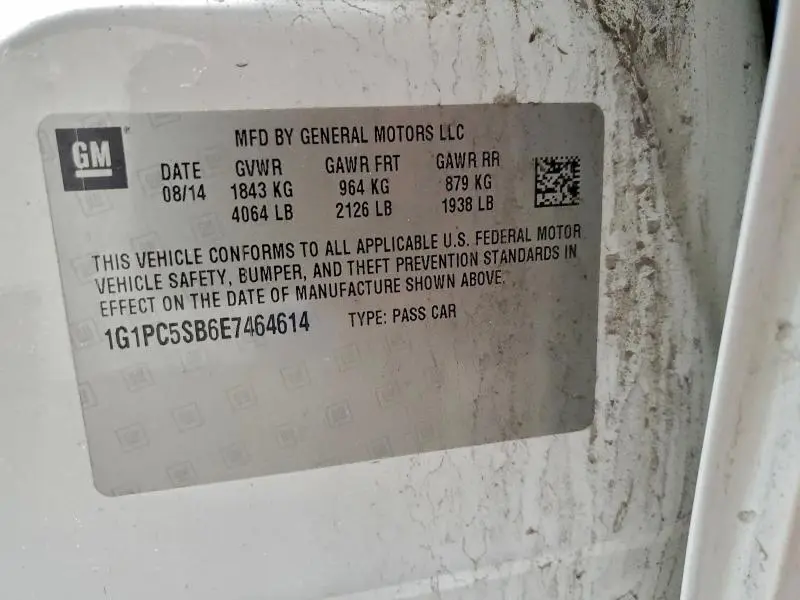 GM
MFD BY GENERAL MOTORS LLC
DATE GVWR GAWR FRT GAWR RR
08/14 1843 KG 964 KG 879 KG
4064 LB 2126 LB 1938 LB
THIS VEHICLE CONFORMS TO ALL APPLICABLE U.S. FEDERAL MOTOR
VEHICLE SAFETY, BUMPER, AND THEFT PREVENTION STANDARDS IN
EFFECT ON THE DATE OF MANUFACTURE SHOWN ABOVE.
1G1PC5SB6E7464614 TYPE: PASS CAR